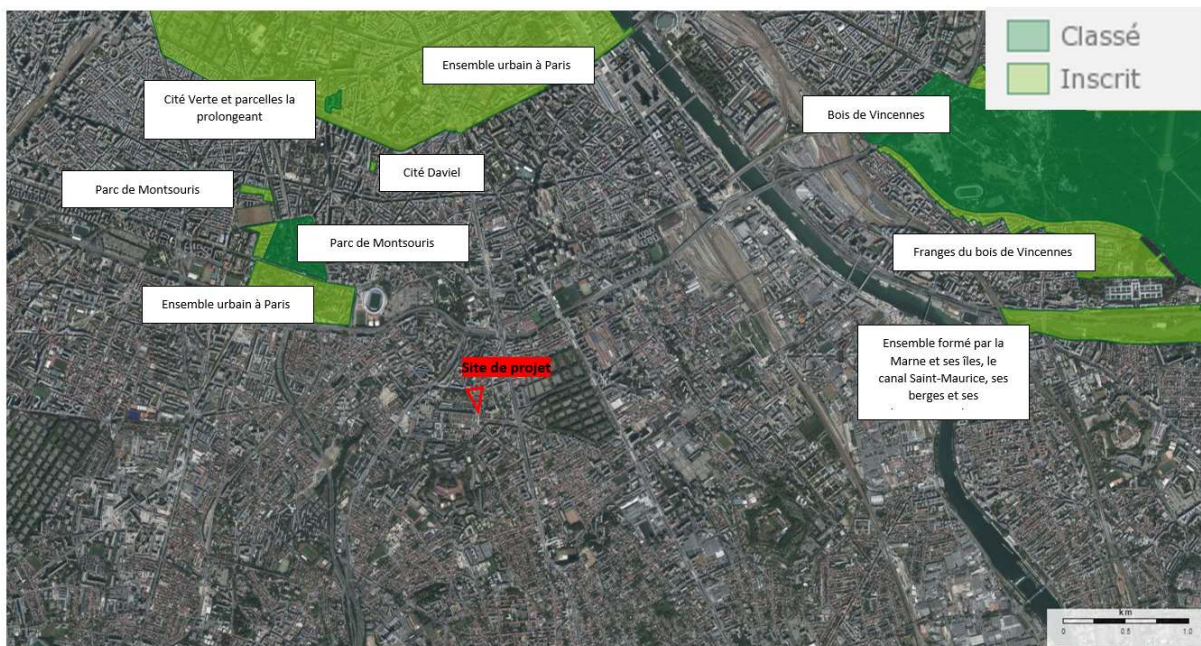 Classé
Inscrit
Ensemble urbain à Paris
Cité Verte et parcelles la
prolongeant
Bois de Vincennes
Cité Daviel
Parc de Montsouris
Parc de Montsouris
Franges du bois de Vincennes
Ensemble urbain à Paris
Ensemble formé par la
Marne et ses îles, le
canal Saint-Maurice, ses
berges et ses
Site de projet
km
0 0.5 1.0